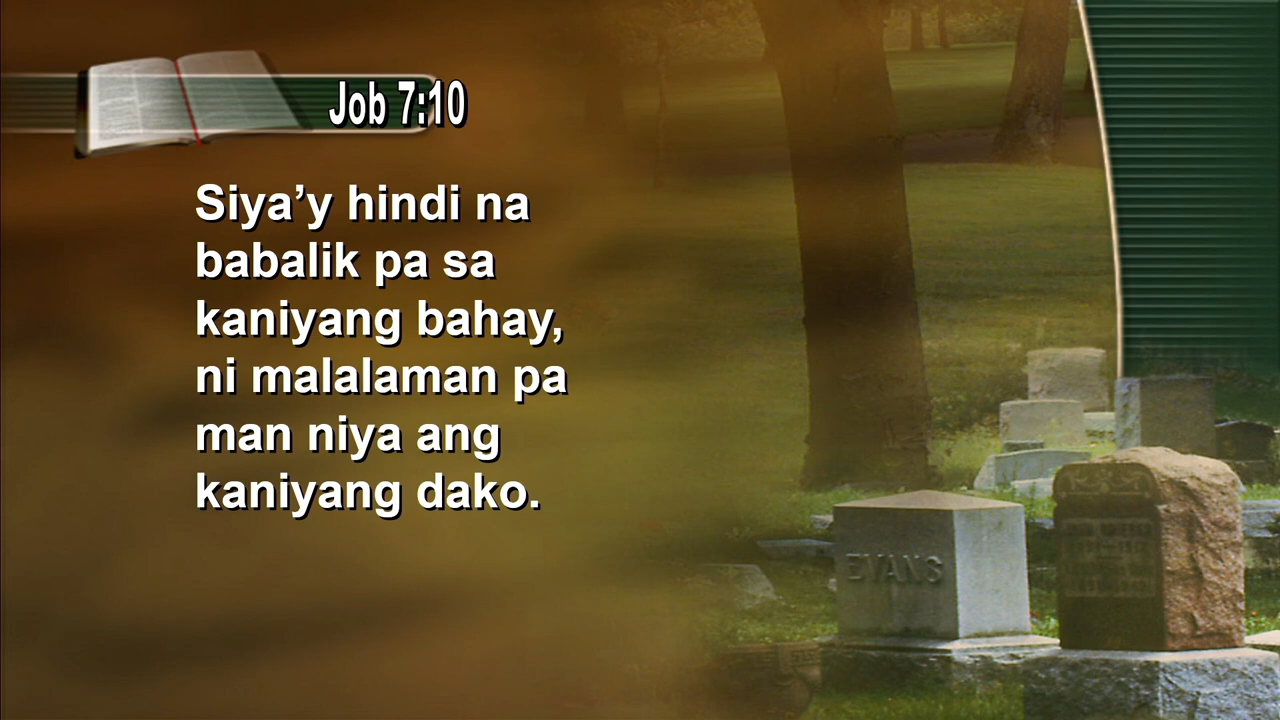 Job 7:10
Siya’y hindi na
babalik pa sa
kaniyang bahay,
ni malalaman pa
man niya ang
kaniyang dako.
EVANS